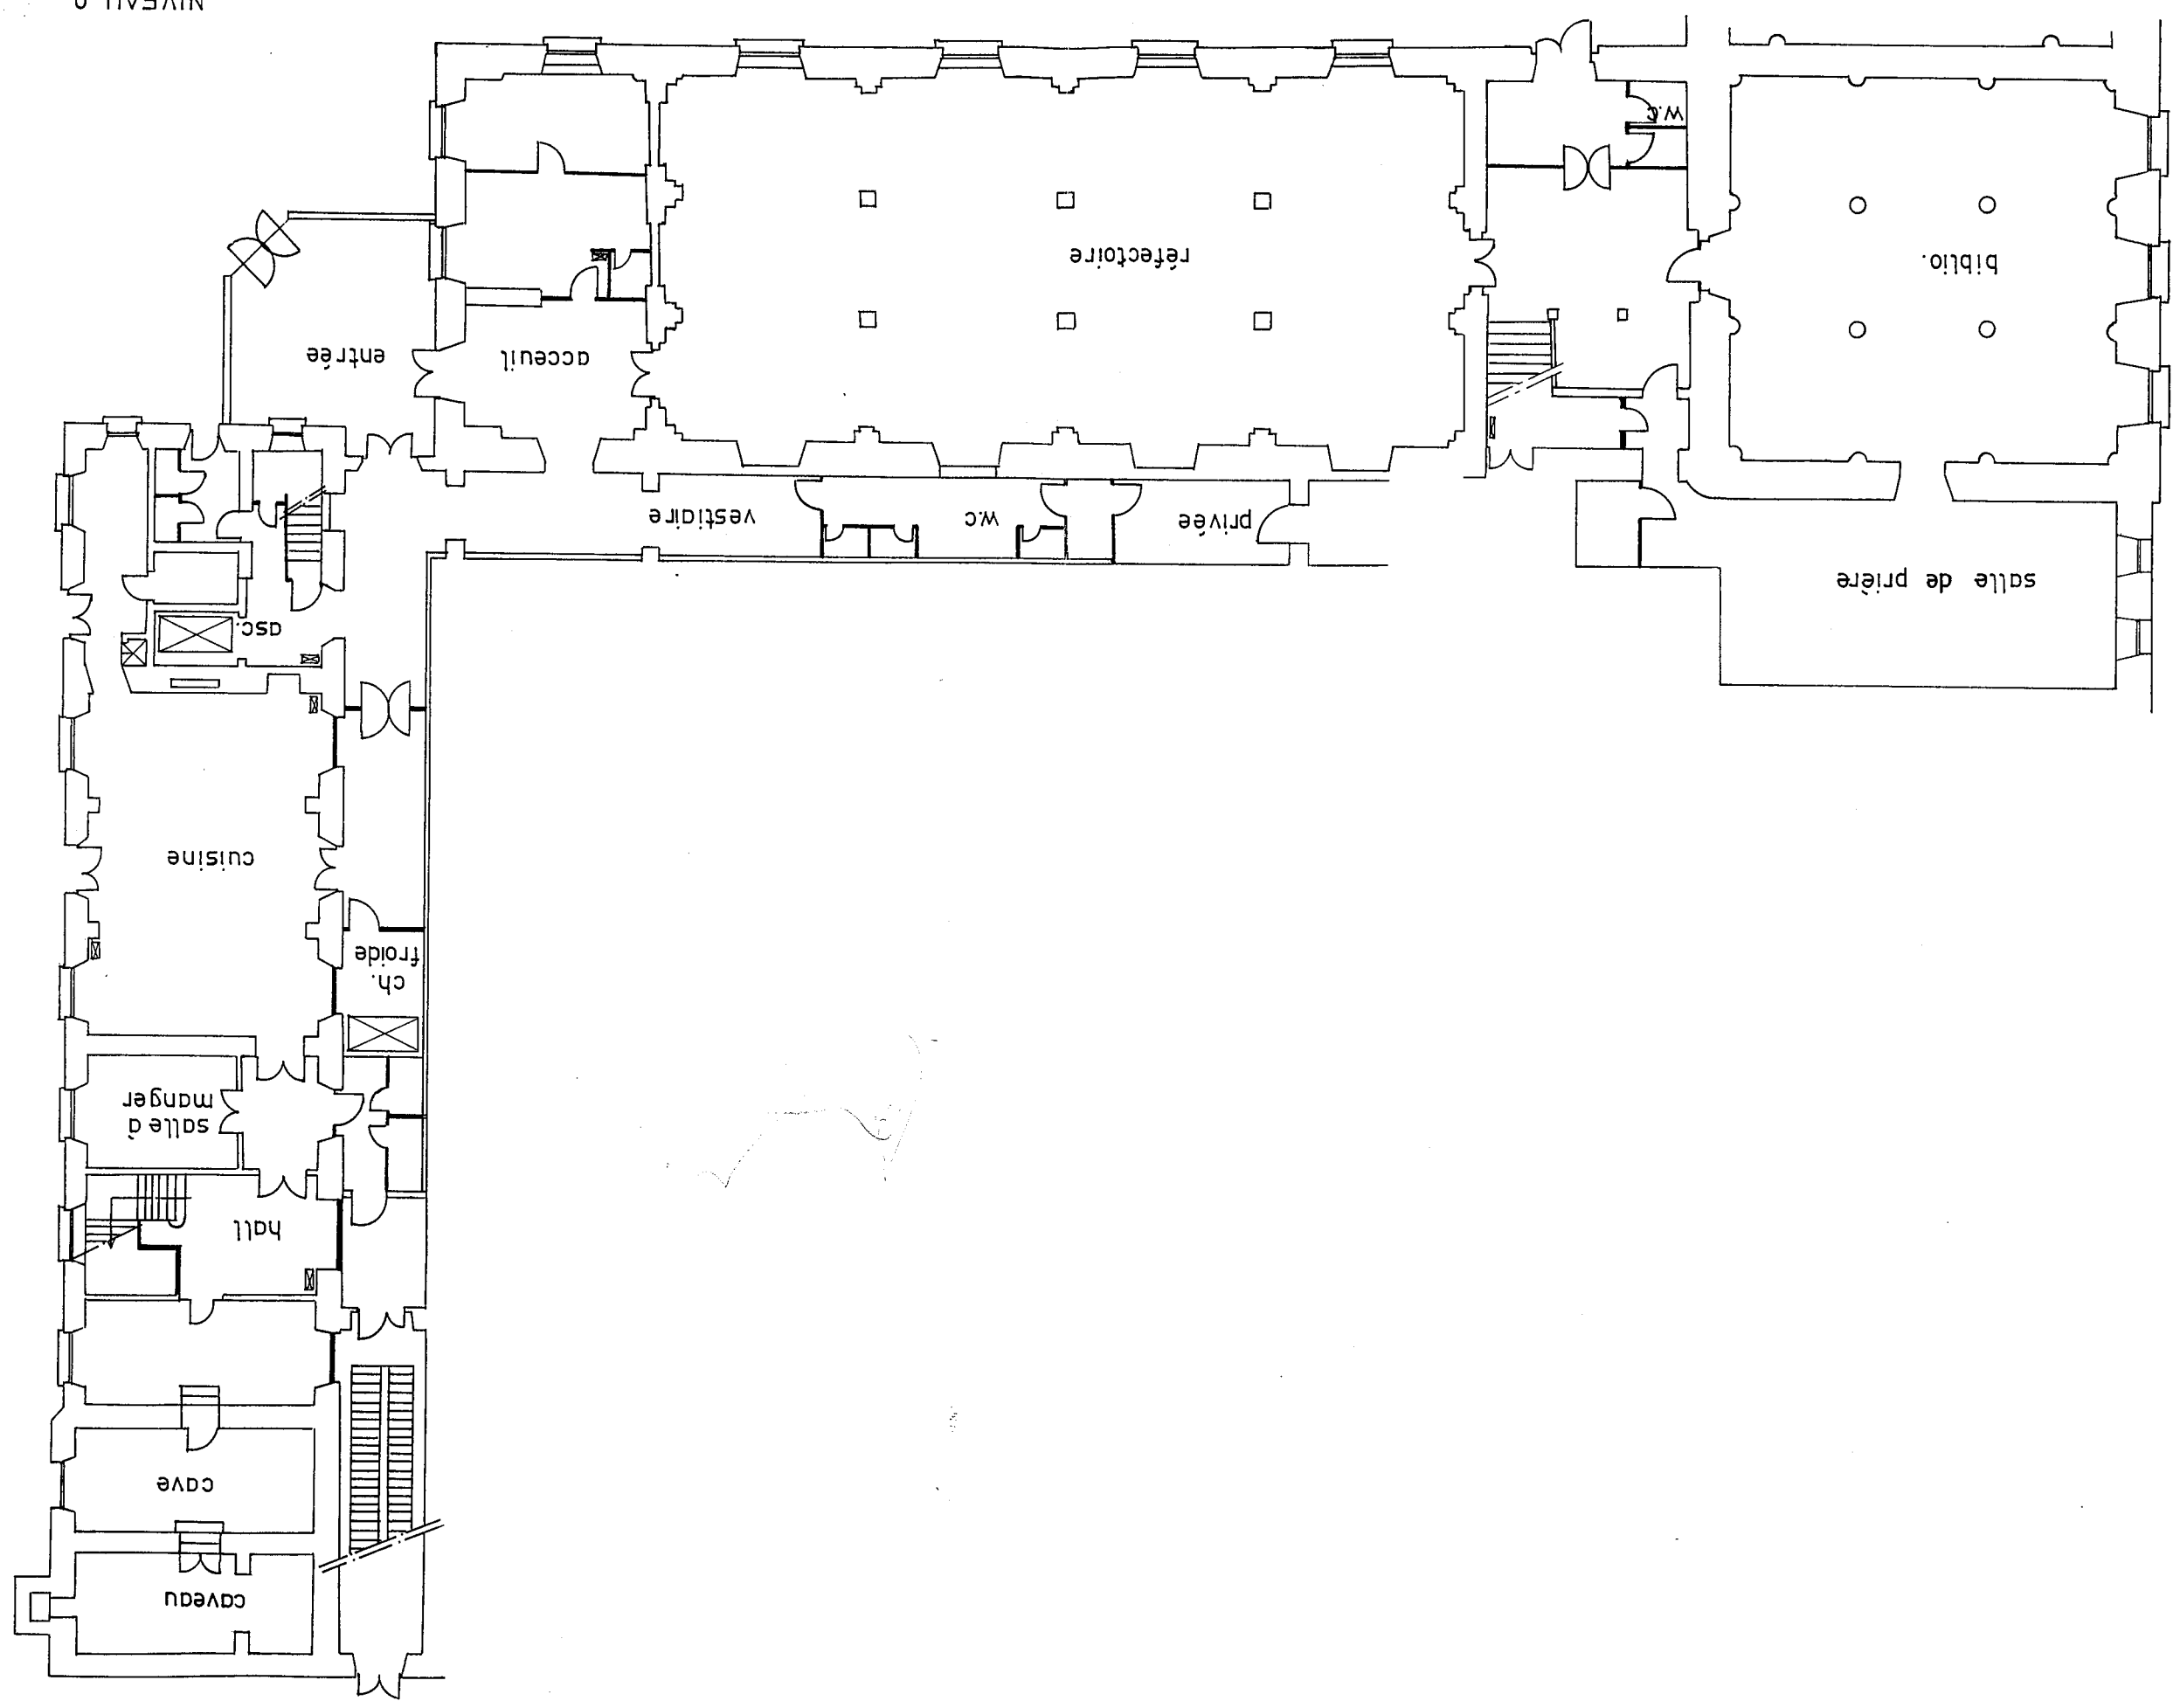 caveau
cave
hall
salle à
manger
ch.
froide
cuisine
asc.
salle de prière
privée
w.c
vestiaire
entrée
acceuil
réfectoire
biblio.
w.c
NIVEAU 0